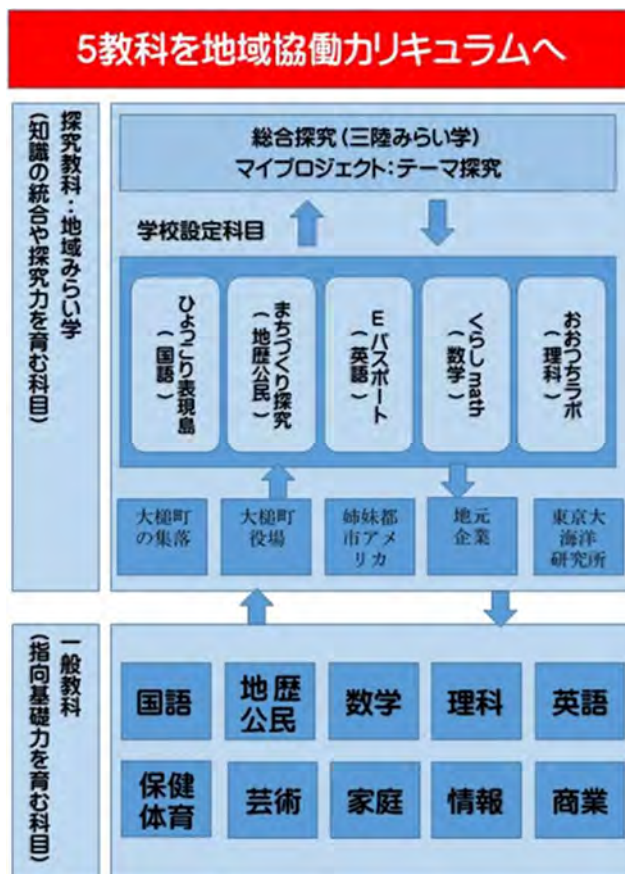 5教科を地域協働カリキュラムへ
探究教科：地域みらい学
(知識の統合や探究力を育む科目)
総合探究(三陸みらい学)
マイプロジェクト：テーマ探究
学校設定科目
ひょっこり表現島
(国語)
まちづくり探究
(地歴公民)
Eパスポート
(英語)
くらしmath
(数学)
おおつちラボ
(理科)
大槌町
の集落
大槌町
役場
姉妹都
市アメ
リカ
地元
企業
東京大
海洋
研究所
一般教科
(指向基礎力を育む科目)
国語
地歴
公民
数学
理科
英語
保健
体育
芸術
家庭
情報
商業